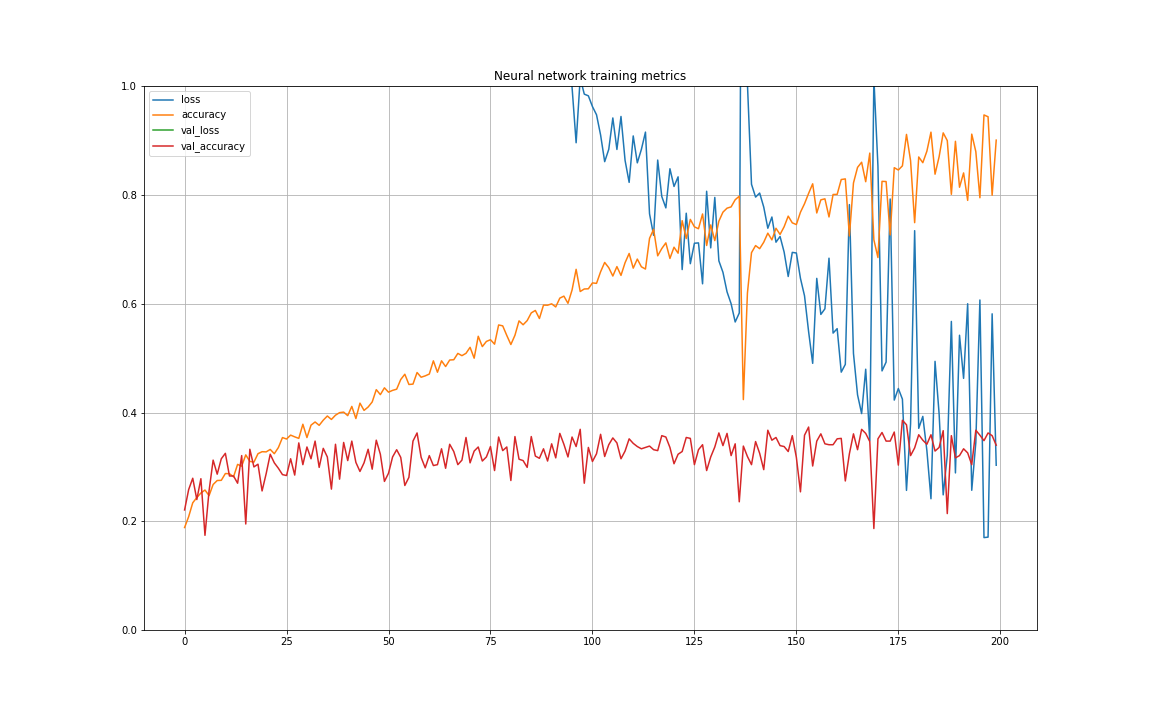 Neural network training metrics
1.0
0.8
0.6
0.4
0.2
0.0
loss
accuracy
val_loss
val_accuracy
0 25 50 75 100 125 150 175 200